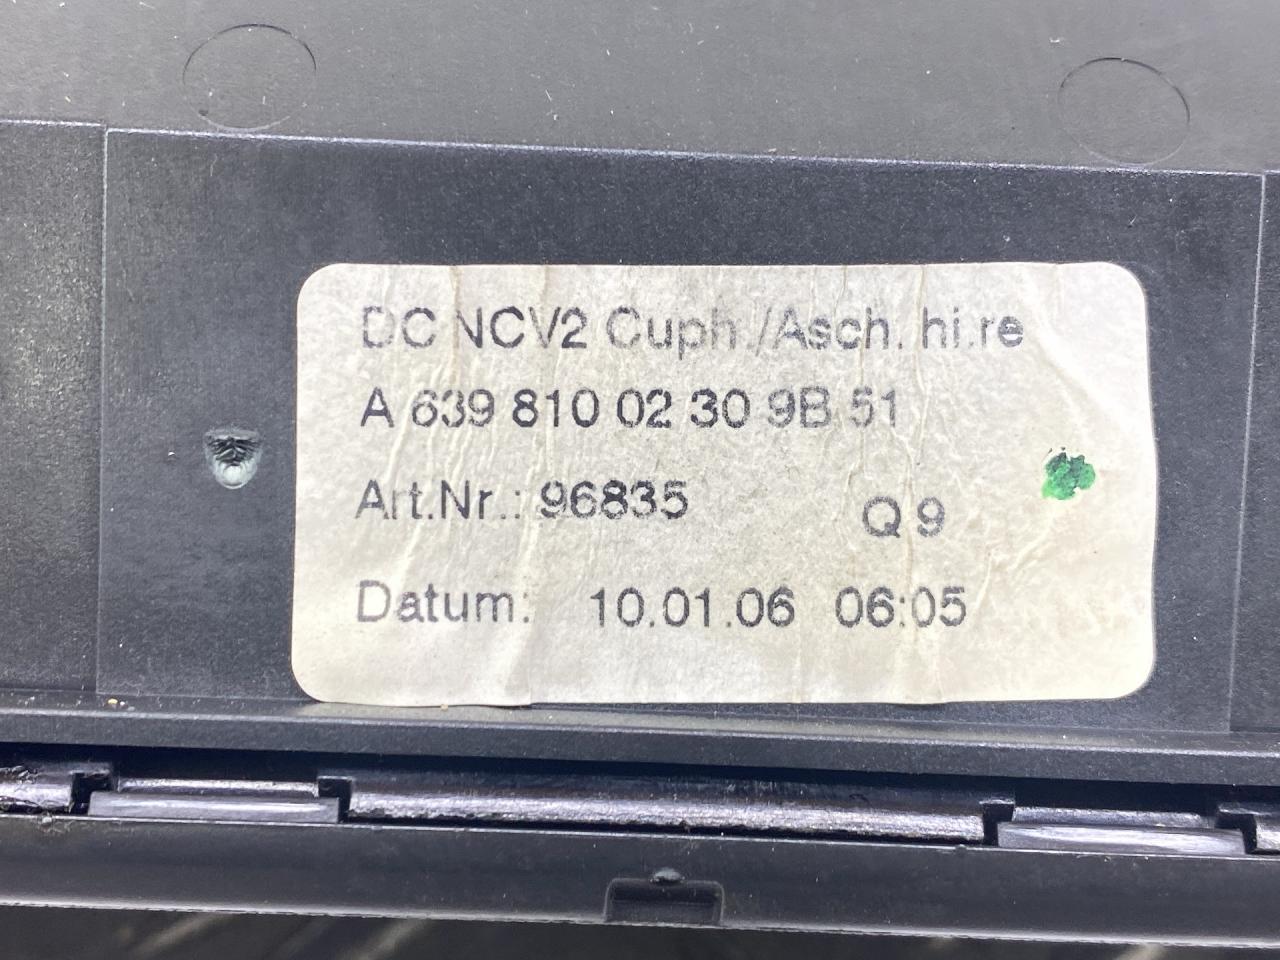 DC NCV2 Cuph./Asch. hi.re
A 639 810 02 30 9B 51
Art.Nr.: 96835
Q 9
Datum: 10.01.06 06:05